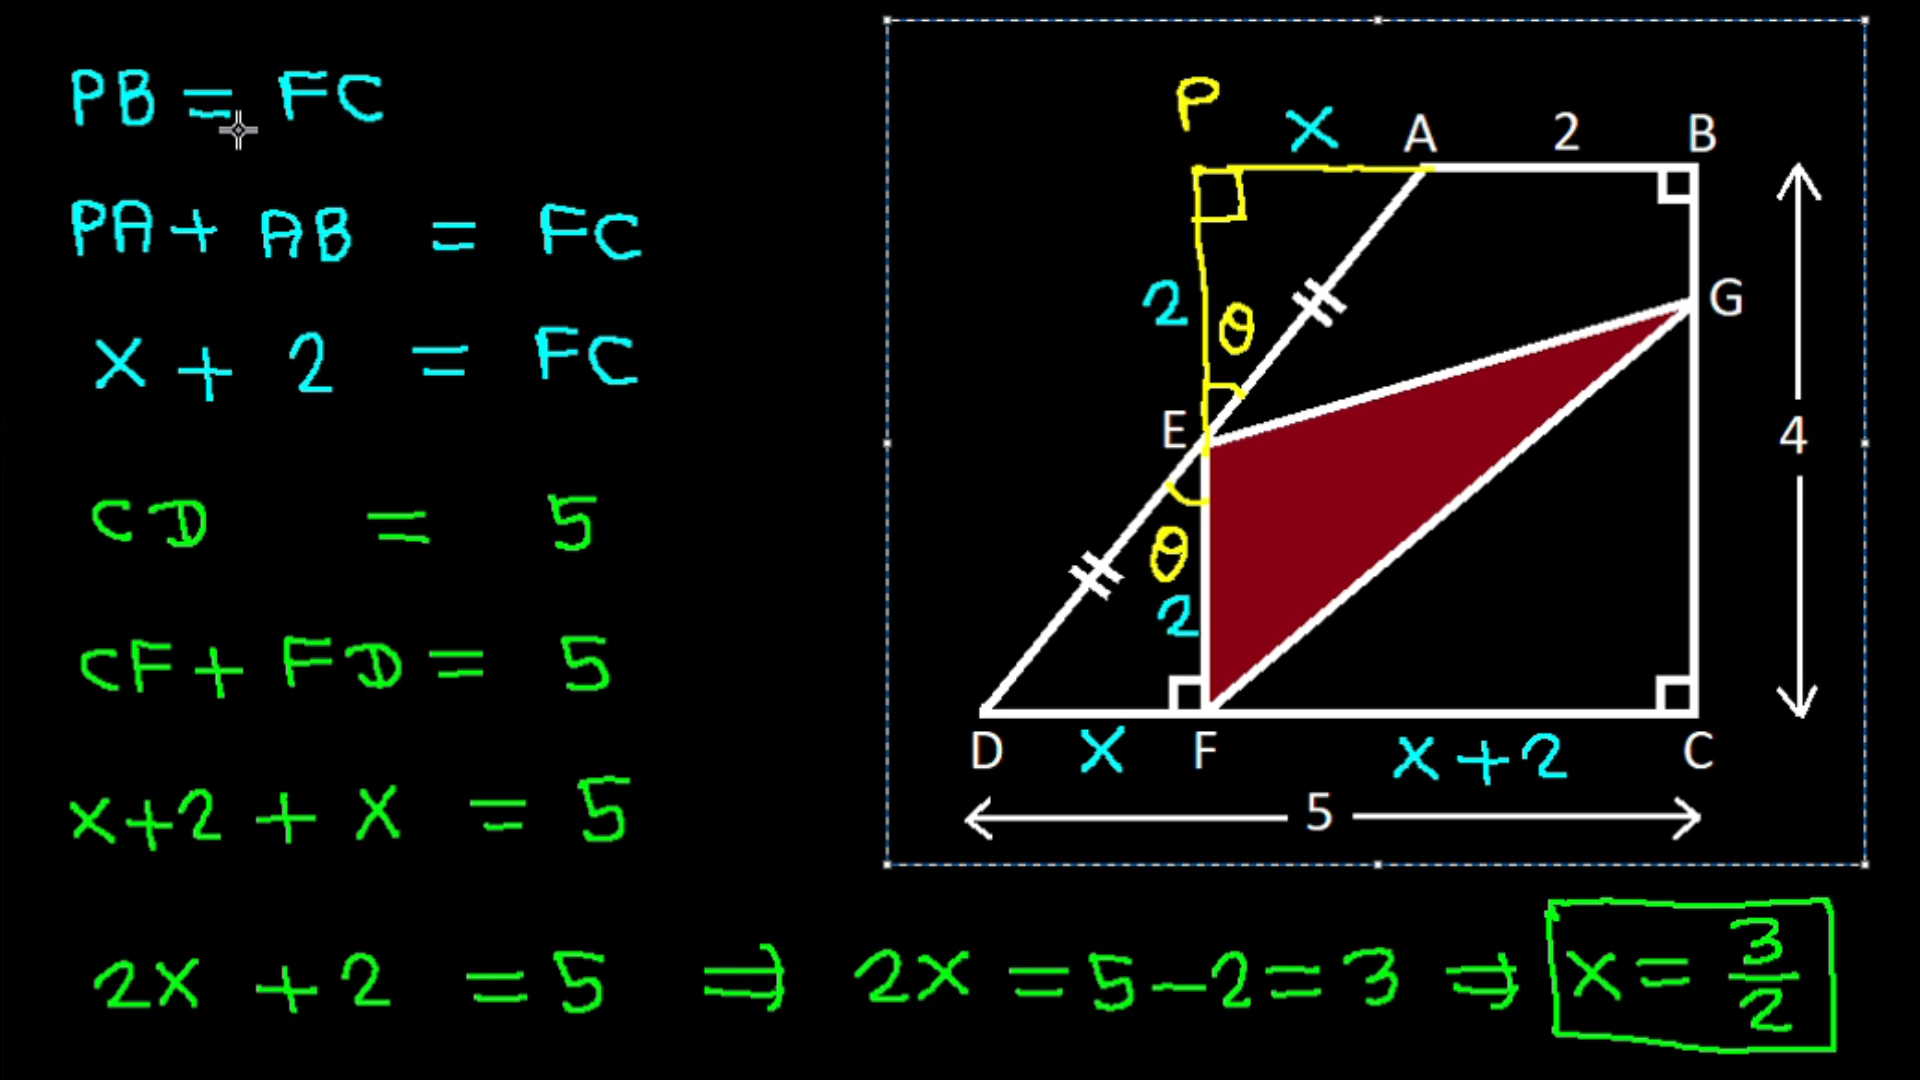 PB = FC
PA + AB = FC
x + 2 = FC
CD = 5
CF + FD = 5
x+2 + x = 5
2x + 2 = 5 ⇒ 2x = 5-2 = 3 ⇒ x = 3/2
P x A 2 B
2 θ G
E 4
θ
2
D x F x+2 C
5